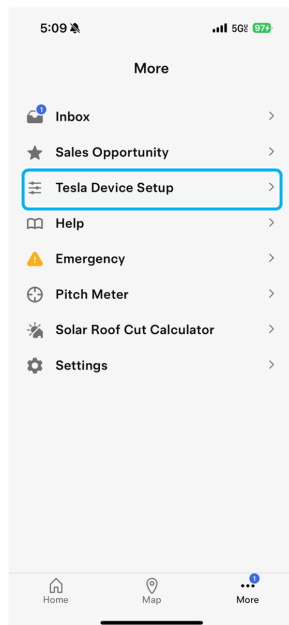 5:09 5G 97
More
1
Inbox
Sales Opportunity
Tesla Device Setup
Help
Emergency
Pitch Meter
Solar Roof Cut Calculator
Settings
1
Home Map More